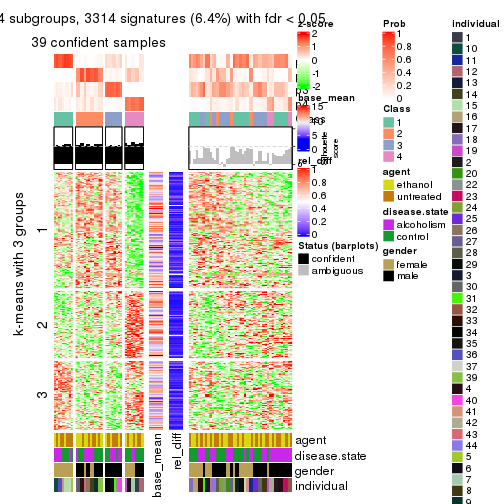 4 subgroups, 3314 signatures (6.4%) with fdr < 0.05
39 confident samples
k-means with 3 groups
1
2
3
base_mean
rel_diff
agent
disease.state
gender
individual
z-score
2
1
0
-1
-2
base_mean
15
10
5
0
rel_diff
1
0.8
0.6
0.4
0.2
0
Silhouette
score
Status (barplots)
confident
ambiguous
Prob
1
0.8
0.6
0.4
0.2
0
Class
1
2
3
4
agent
ethanol
untreated
disease.state
alcoholism
control
gender
female
male
individual
1
10
11
12
13
14
15
16
17
18
19
2
20
22
23
24
25
26
27
28
29
3
30
31
32
33
34
35
36
37
39
4
40
41
42
43
44
5
6
7
8
9